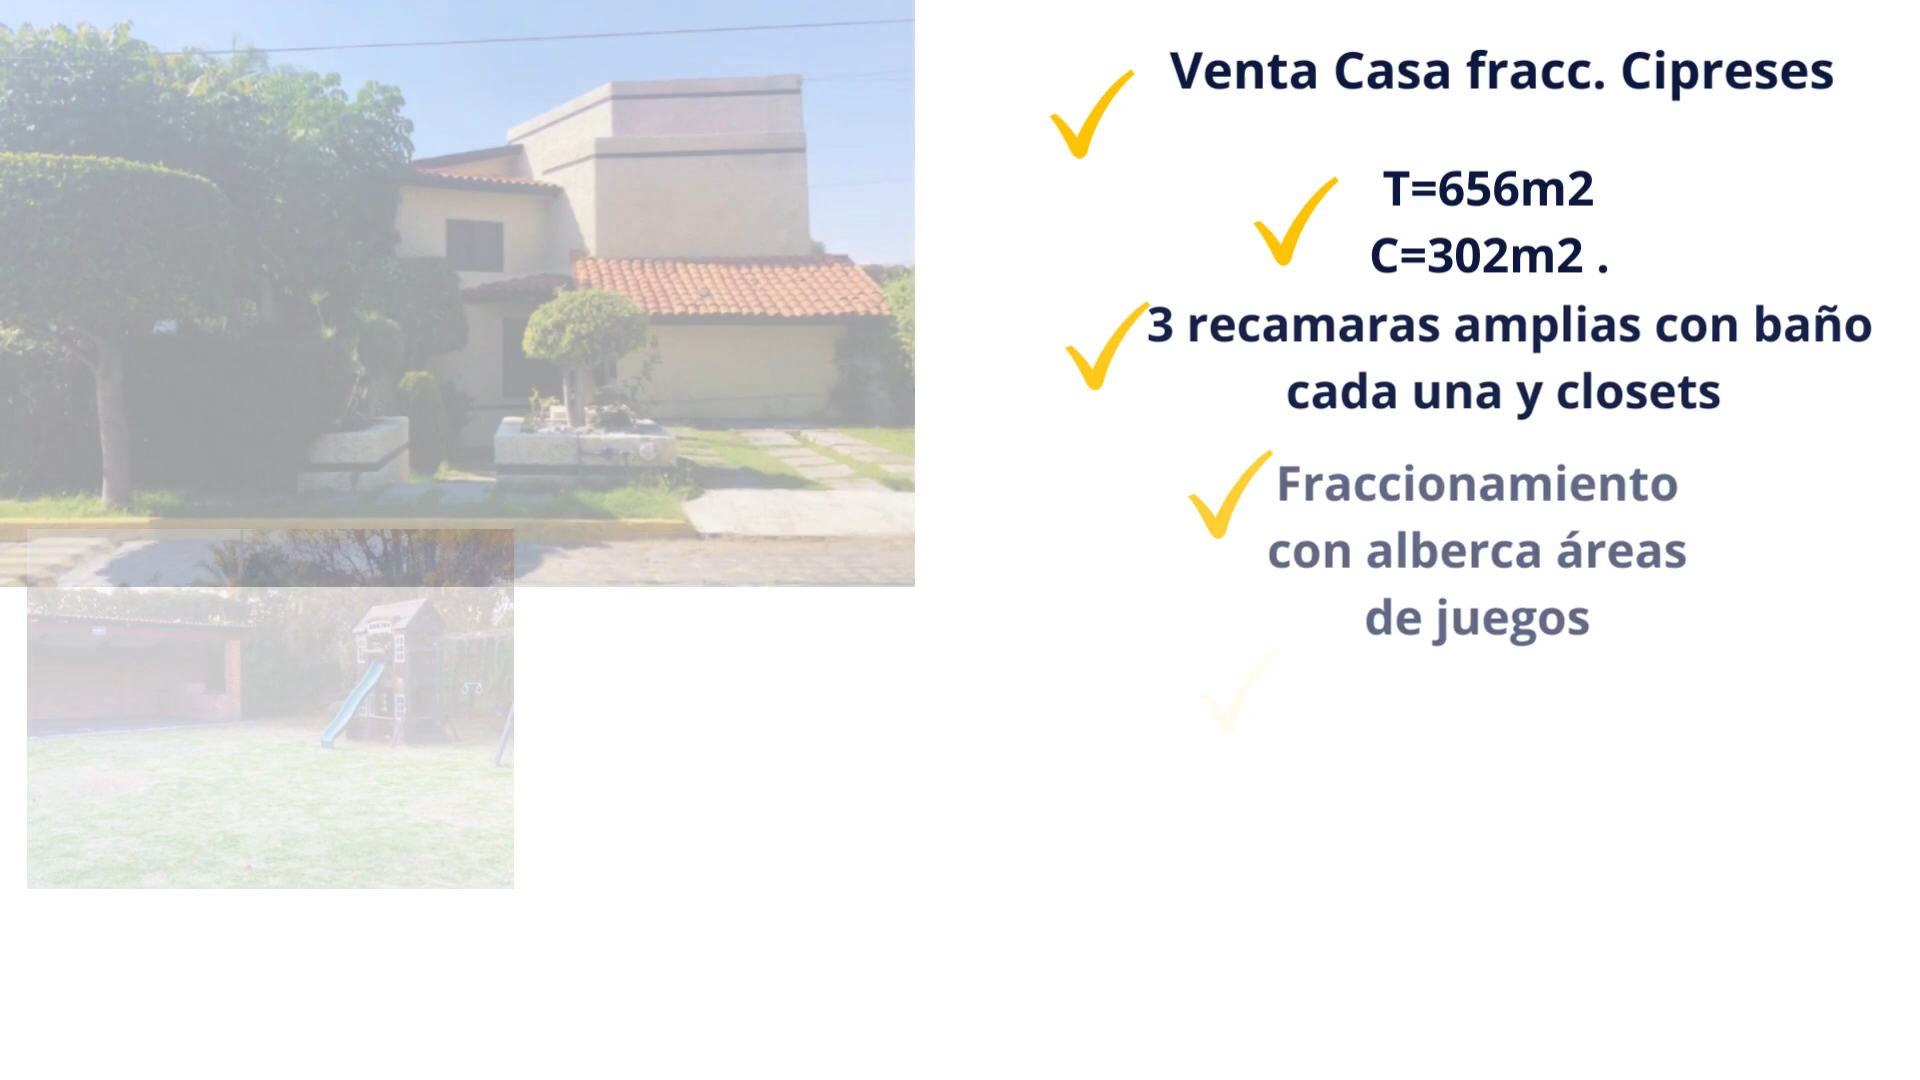 Venta Casa fracc. Cipreses
T=656m2
C=302m2 .
3 recamaras amplias con baño
cada una y closets
Fraccionamiento
con alberca áreas
de juegos